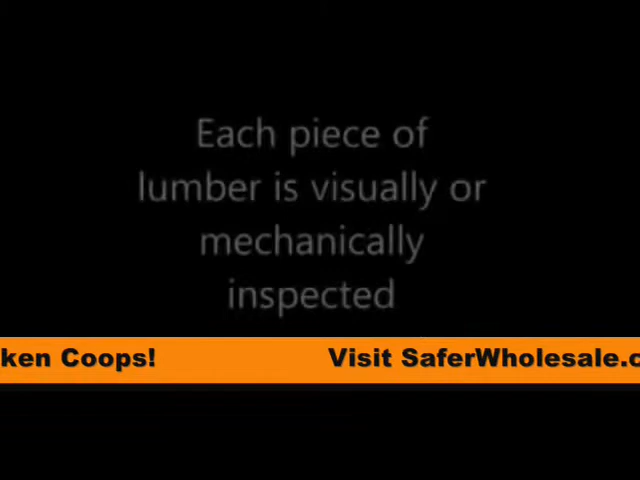 Each piece of
lumber is visually or
mechanically
inspected
ken Coops! Visit SaferWholesale.c